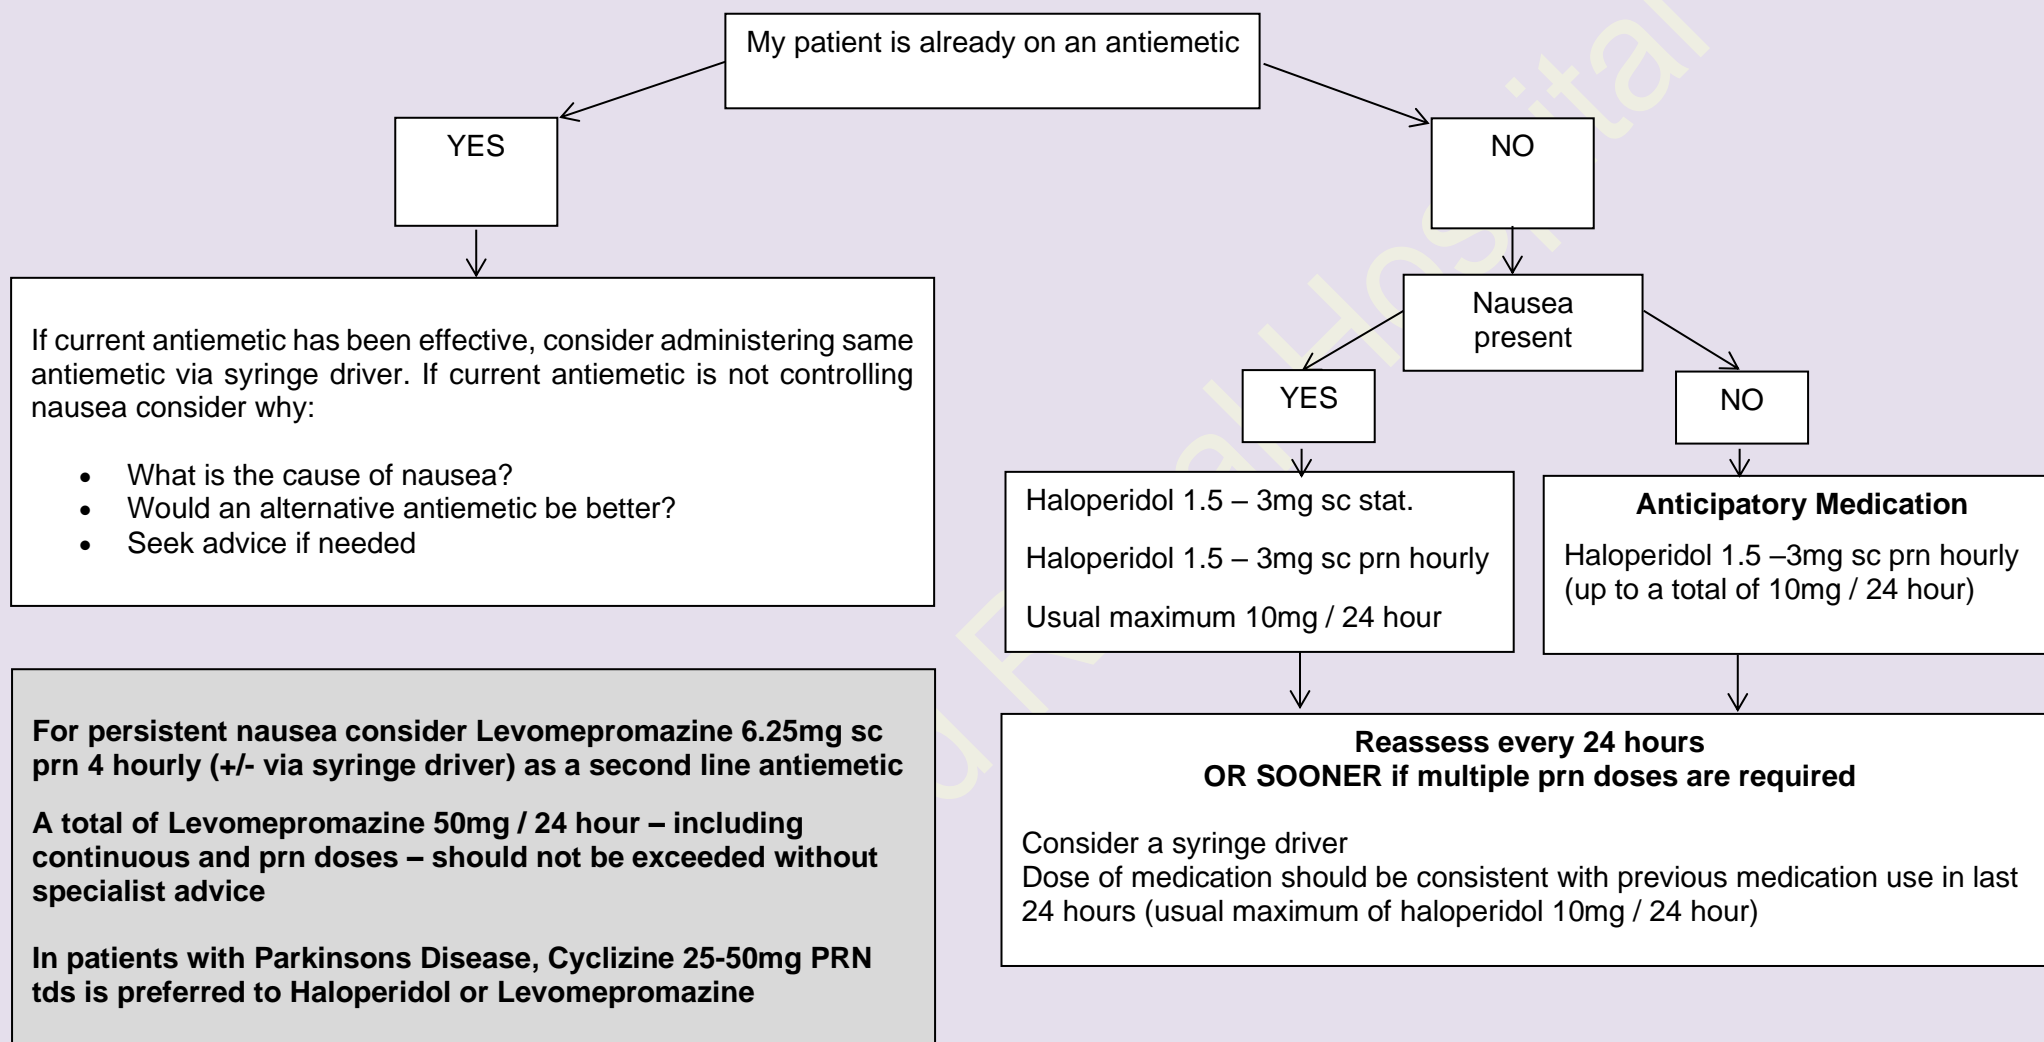 My patient is already on an antiemetic
YES
NO
If current antiemetic has been effective, consider administering same
antiemetic via syringe driver. If current antiemetic is not controlling
nausea consider why:
• What is the cause of nausea?
• Would an alternative antiemetic be better?
• Seek advice if needed
Nausea
present
YES
NO
Haloperidol 1.5 – 3mg sc stat.
Haloperidol 1.5 – 3mg sc prn hourly
Usual maximum 10mg / 24 hour
Anticipatory Medication
Haloperidol 1.5 –3mg sc prn hourly
(up to a total of 10mg / 24 hour)
For persistent nausea consider Levomepromazine 6.25mg sc
prn 4 hourly (+/- via syringe driver) as a second line antiemetic
A total of Levomepromazine 50mg / 24 hour – including
continuous and prn doses – should not be exceeded without
specialist advice
In patients with Parkinsons Disease, Cyclizine 25-50mg PRN
tds is preferred to Haloperidol or Levomepromazine
Reassess every 24 hours
OR SOONER if multiple prn doses are required
Consider a syringe driver
Dose of medication should be consistent with previous medication use in last
24 hours (usual maximum of haloperidol 10mg / 24 hour)
Hospital